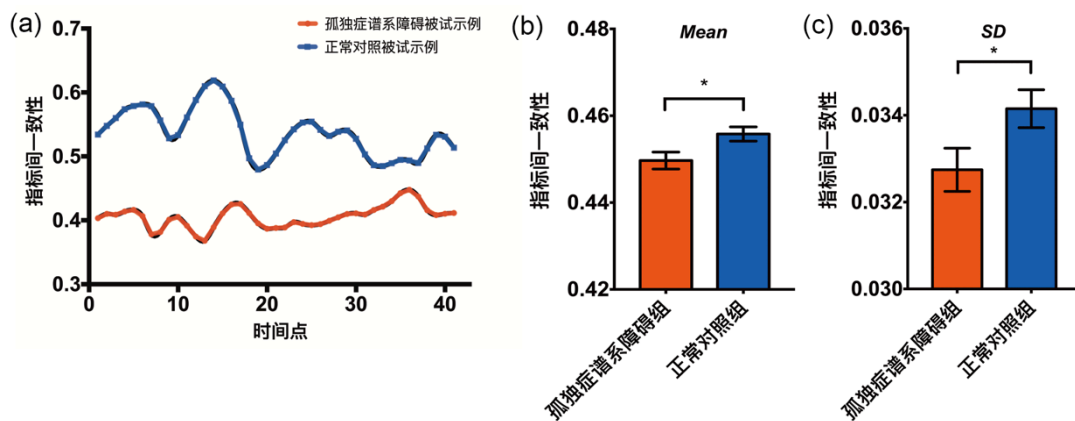 (a)
指标间一致性
0.7
0.6
0.5
0.4
0.3
孤独症谱系障碍被试示例
正常对照被试示例
0
10
20
30
40
50
时间点
(b)
Mean
指标间一致性
0.48
0.46
0.44
0.42
*
孤独症谱系障碍组
正常对照组
(c)
SD
指标间一致性
0.036
0.034
0.032
0.030
*
孤独症谱系障碍组
正常对照组